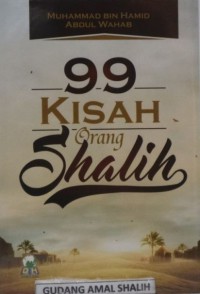 MUHAMMAD BIN HAMID
ABDUL WAHAB
99
KISAH
Orang
Shalih
GUDANG AMAL SHALIH